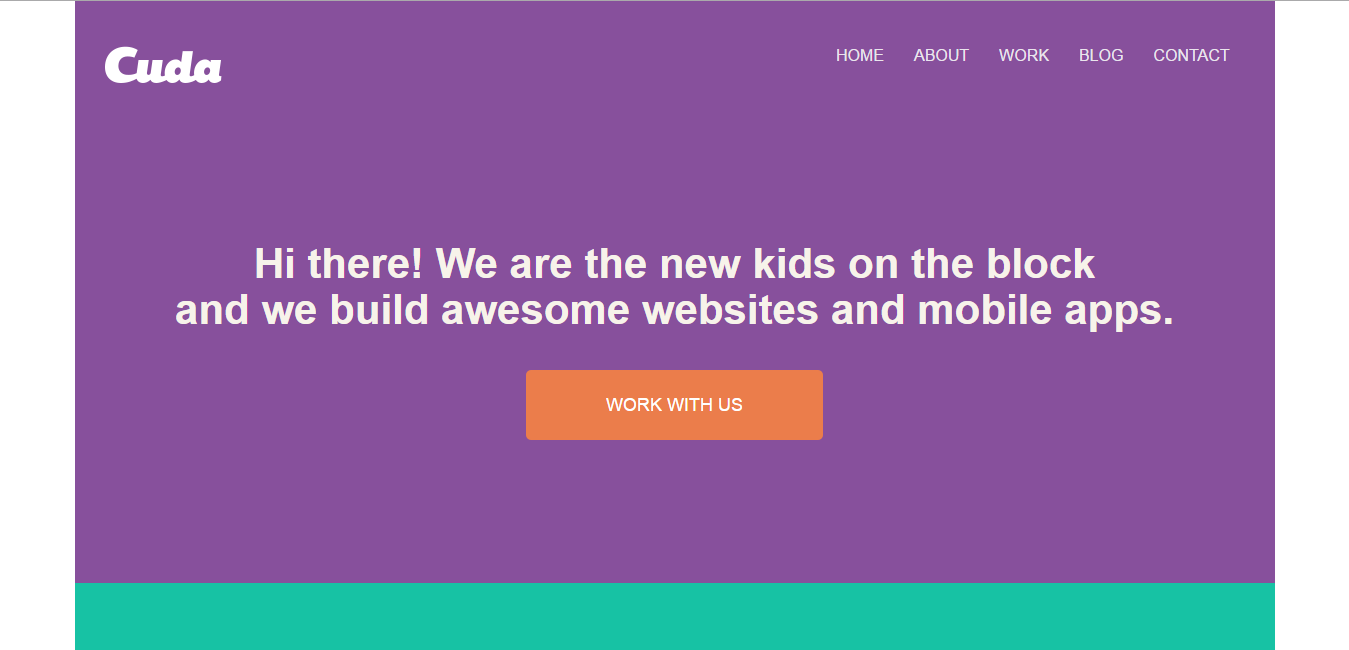 Cuda
HOME ABOUT WORK BLOG CONTACT
Hi there! We are the new kids on the block
and we build awesome websites and mobile apps.
WORK WITH US